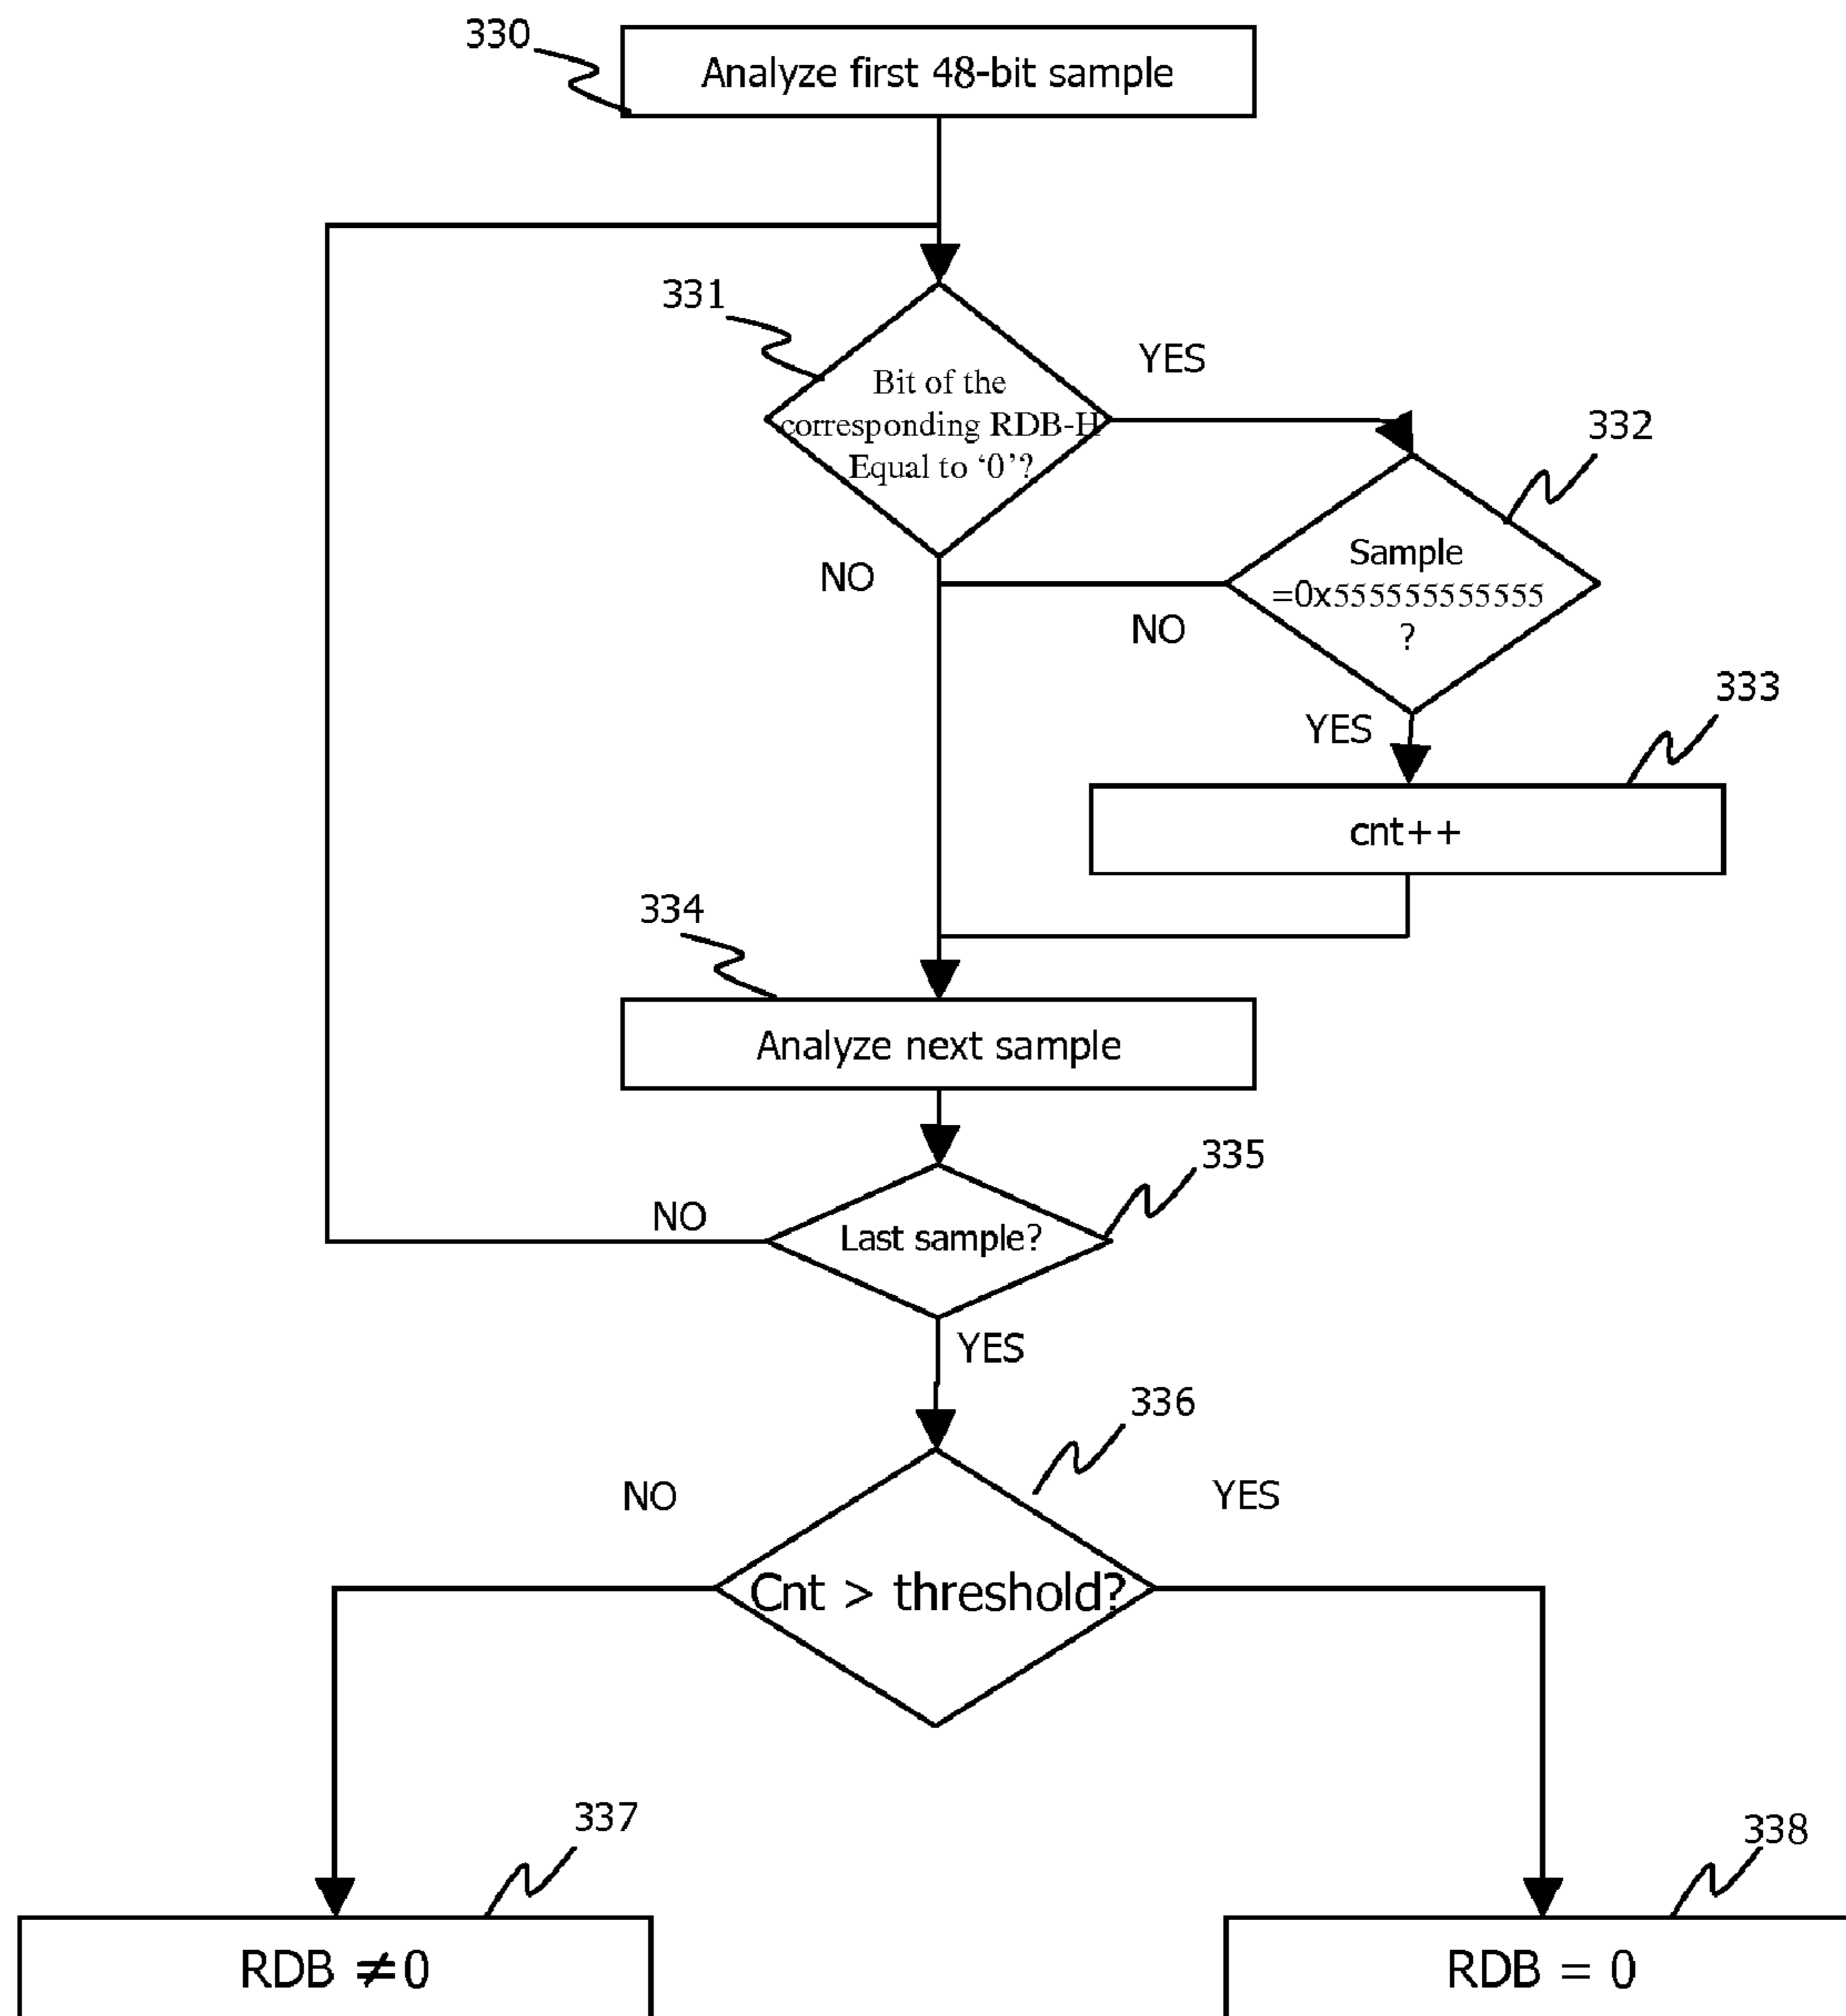 330
Analyze first 48-bit sample
331
YES
Bit of the
corresponding RDB-H
Equal to ‘0’?
332
Sample
=0x555555555555
?
NO
NO
333
YES
cnt++
334
Analyze next sample
335
NO
Last sample?
YES
336
NO
YES
Cnt > threshold?
337
338
RDB ≠0
RDB = 0